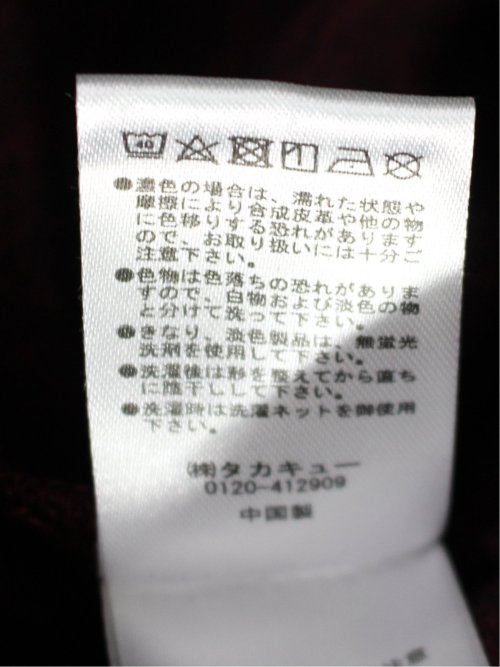 40
●濃色の場合は、濡れた状態や
摩擦により合成皮革や他の物
に色移りする恐れがあります
ので、お取り扱いには十分ご
注意下さい。
●色物は色落ちの恐れがありま
すので、白物および淡色の物
と分けて洗って下さい。
●きなり、淡色製品は、無蛍光
洗剤を使用して下さい。
●洗濯後は形を整えてから直ち
に陰干しして下さい。
●洗濯時は洗濯ネットを御使用
下さい。
㈱タカキュー
0120-412909
中国製